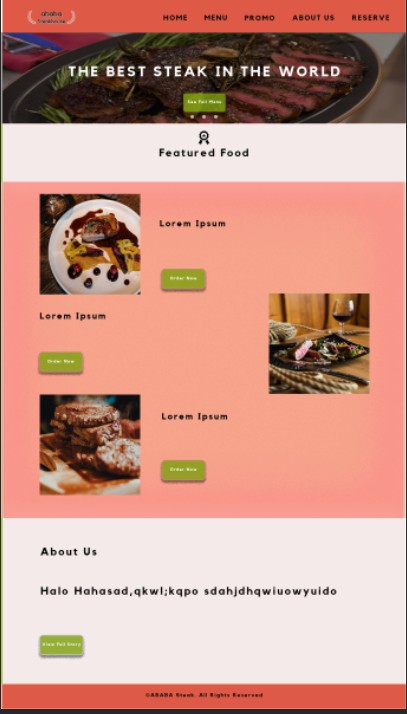 ababa
Steakhouse
HOME MENU PROMO ABOUT US RESERVE
THE BEST STEAK IN THE WORLD
See Full Menu
Featured Food
Lorem Ipsum
Order Now
Lorem Ipsum
Order Now
Lorem Ipsum
Order Now
About Us
Halo Hahasad,qkwl;kqpo sdahjdhqwiuowyuido
View Full Story
©ABABA Steak. All Rights Reserved